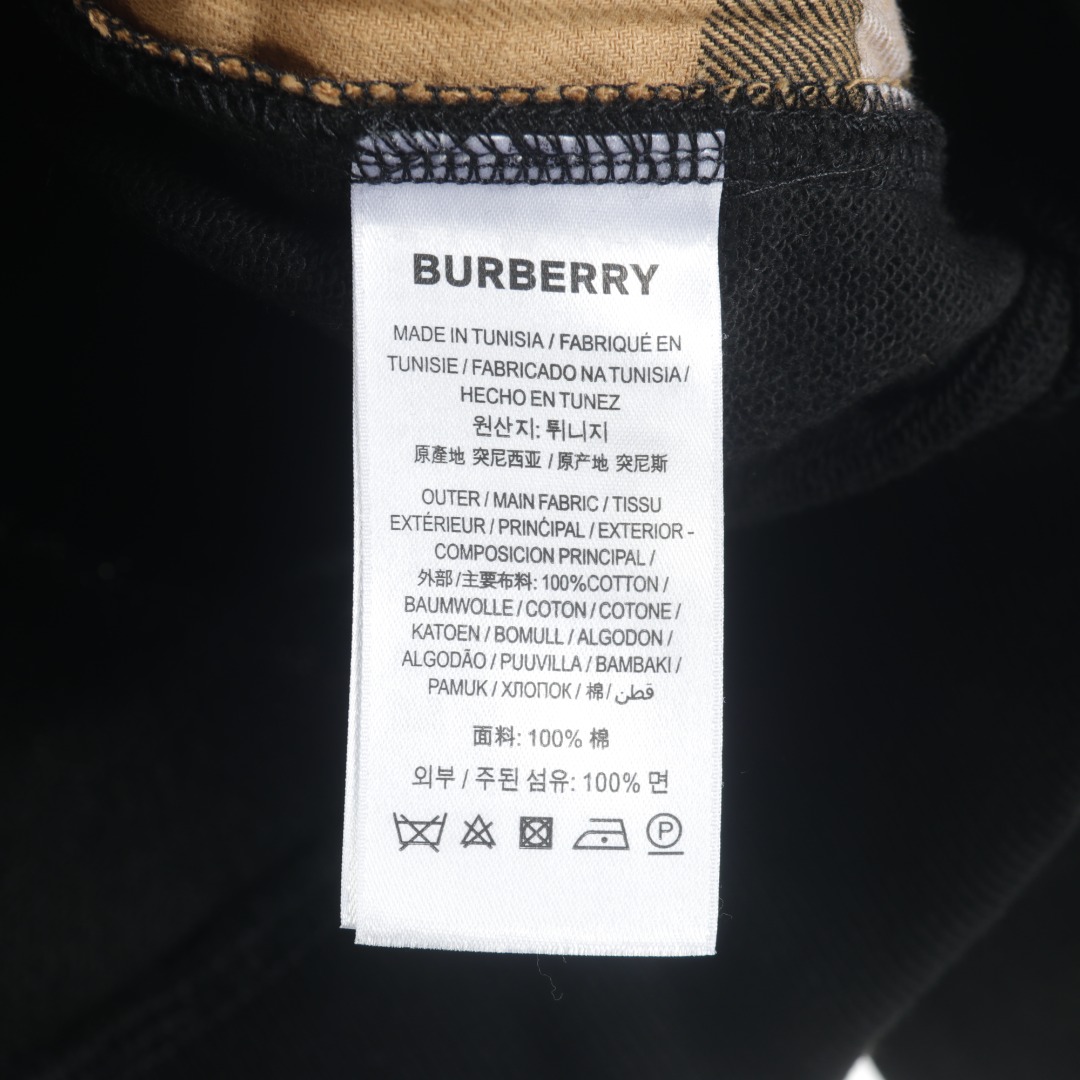 BURBERRY
MADE IN TUNISIA / FABRIQUÉ EN
TUNISIE / FABRICADO NA TUNISIA /
HECHO EN TUNEZ
원산지: 튀니지
原產地 突尼西亚 / 原产地 突尼斯
OUTER / MAIN FABRIC / TISSU
EXTÉRIEUR / PRINĊIPAL / EXTERIOR -
COMPOSICION PRINCIPAL /
外部 / 主要布料: 100%COTTON /
BAUMWOLLE / COTON / COTONE /
KATOEN / BOMULL / ALGODON /
ALGODÃO / PUUVILLA / BAMBAKI /
PAMUK / ХЛОПОК / 棉 / قطن
面料: 100% 棉
외부 / 주된 섬유: 100% 면
P